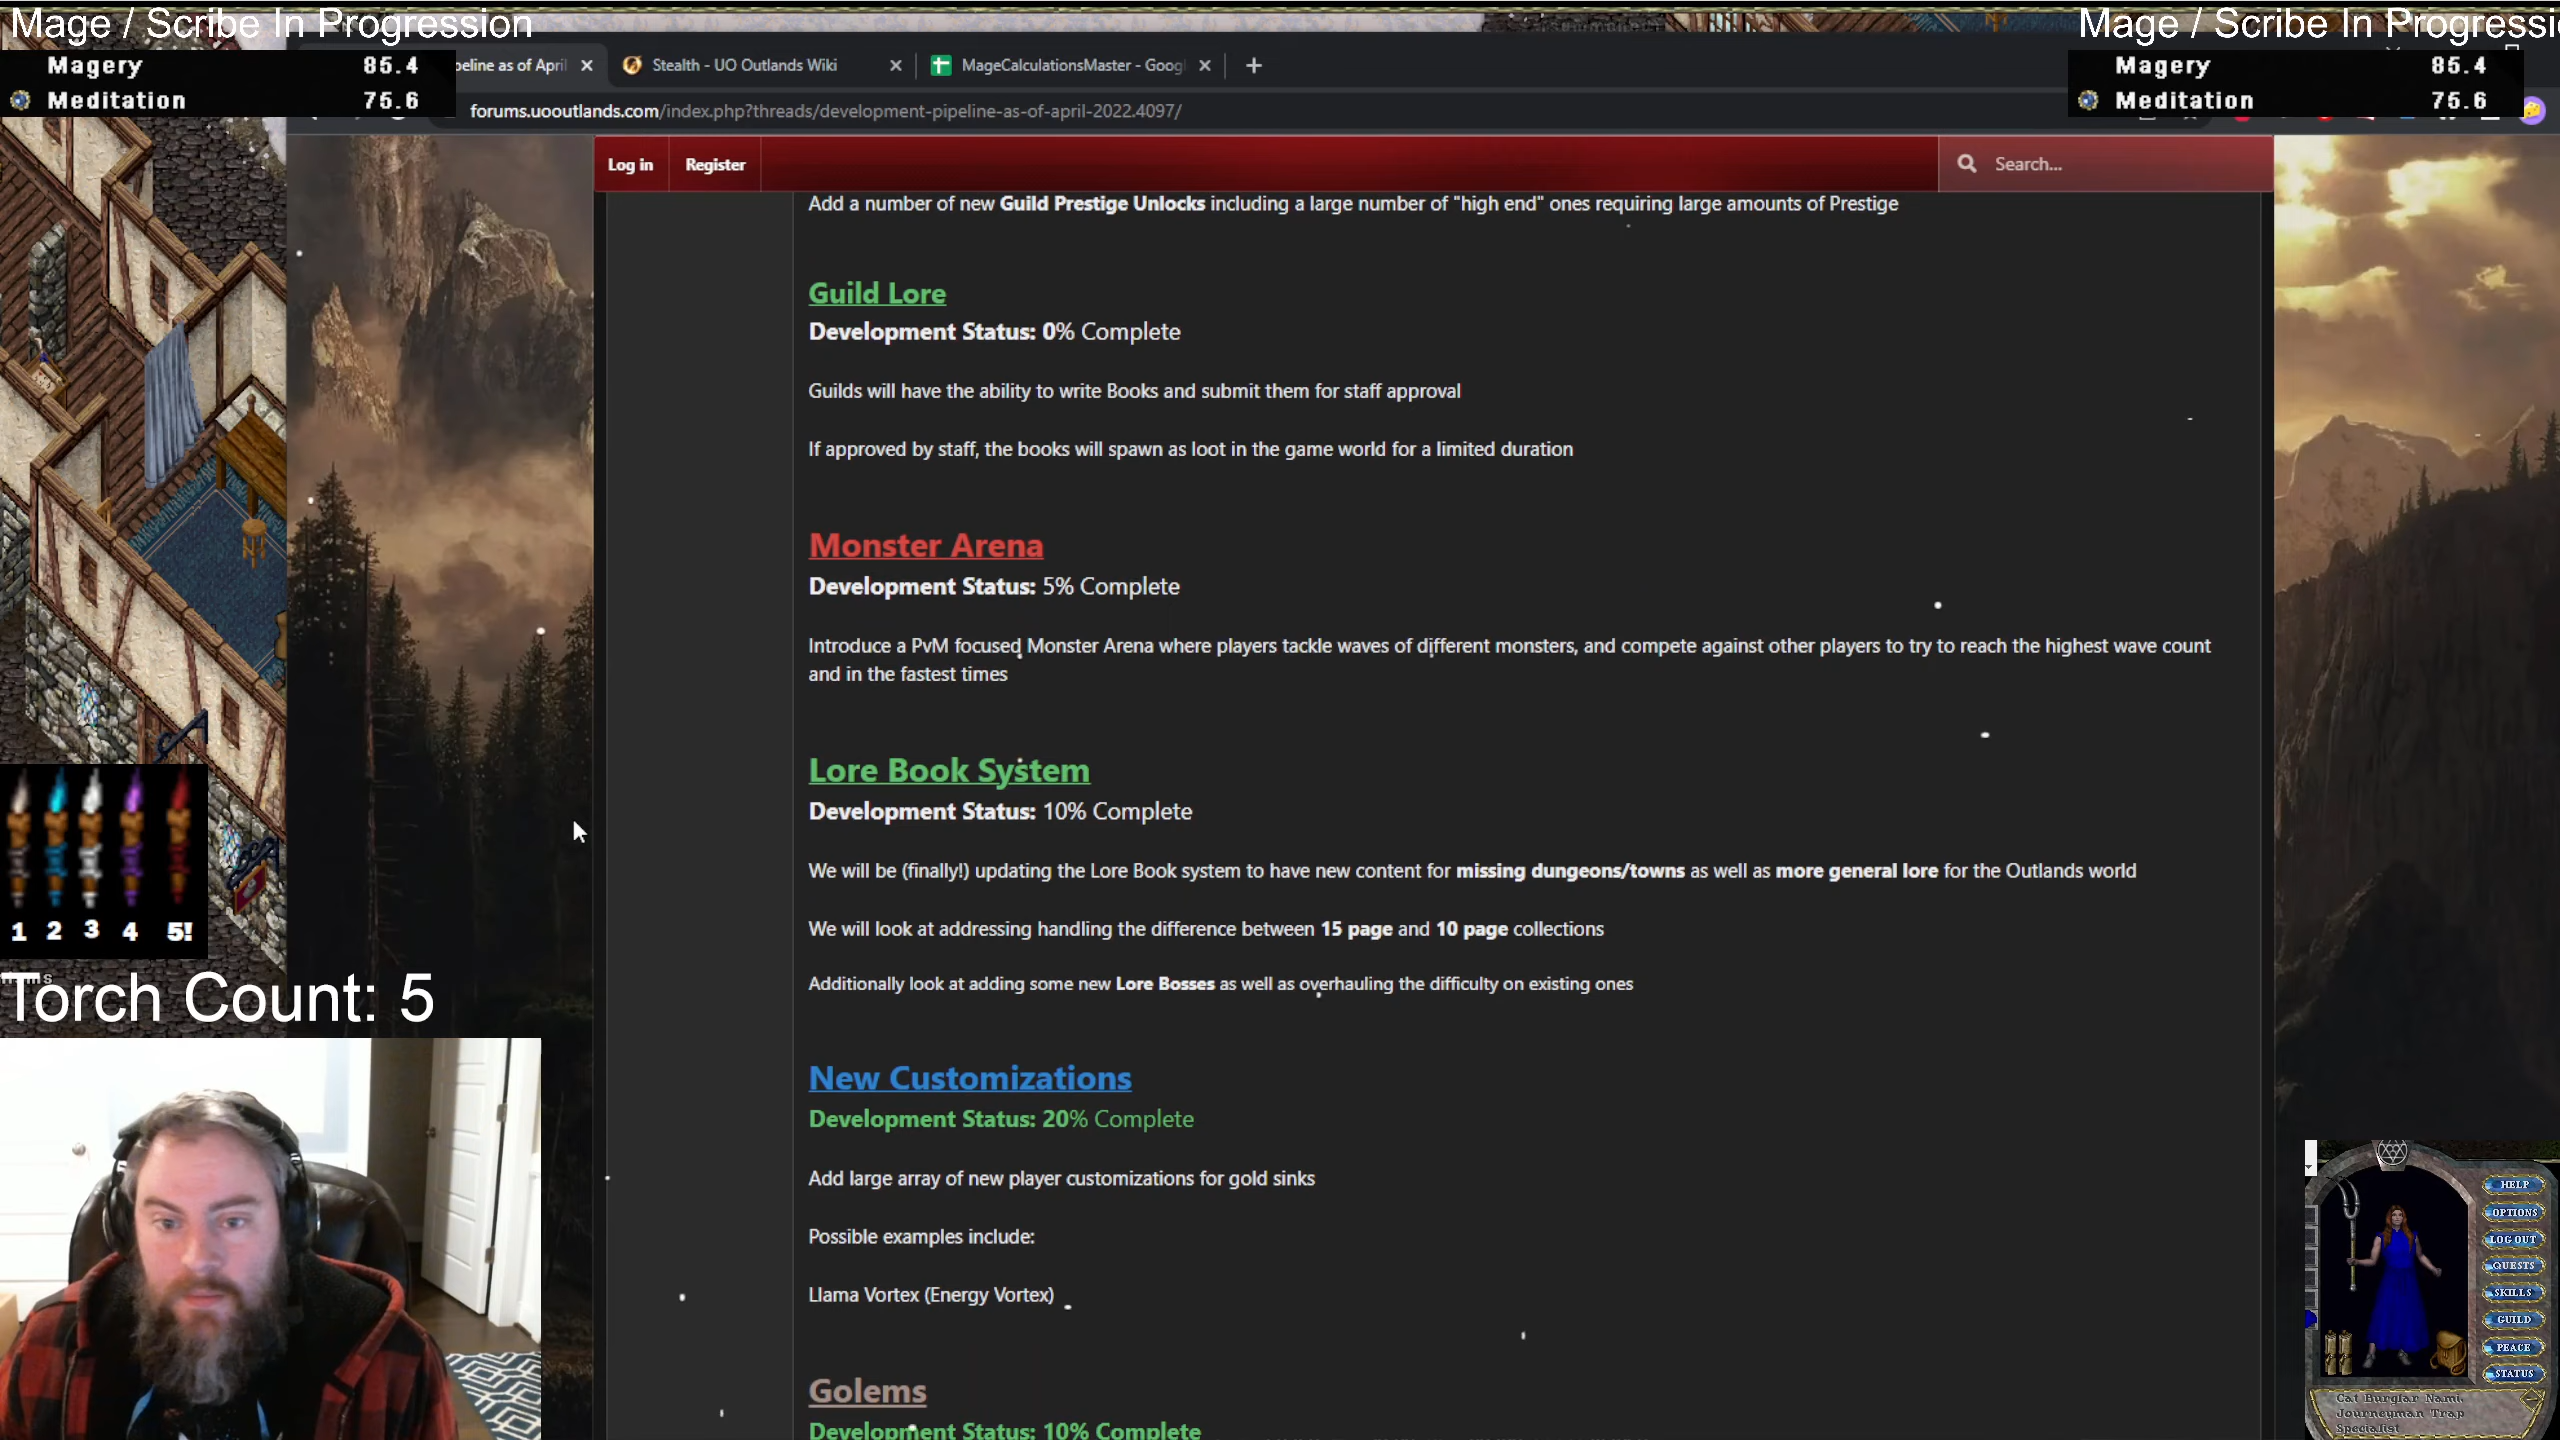 Mage / Scribe In Progression
Magery 85.4
Meditation 75.6
Mage / Scribe In Progressi
Magery 85.4
Meditation 75.6
peline as of April
Stealth - UO Outlands Wiki
MageCalculationsMaster - Goog
forums.uooutlands.com/index.php?threads/development-pipeline-as-of-april-2022.4097/
Log in
Register
Search...
Add a number of new Guild Prestige Unlocks including a large number of "high end" ones requiring large amounts of Prestige
Guild Lore
Development Status: 0% Complete
Guilds will have the ability to write Books and submit them for staff approval
If approved by staff, the books will spawn as loot in the game world for a limited duration
Monster Arena
Development Status: 5% Complete
Introduce a PvM focused Monster Arena where players tackle waves of different monsters, and compete against other players to try to reach the highest wave count
and in the fastest times
Lore Book System
Development Status: 10% Complete
We will be (finally!) updating the Lore Book system to have new content for missing dungeons/towns as well as more general lore for the Outlands world
We will look at addressing handling the difference between 15 page and 10 page collections
Additionally look at adding some new Lore Bosses as well as overhauling the difficulty on existing ones
New Customizations
Development Status: 20% Complete
Add large array of new player customizations for gold sinks
Possible examples include:
Llama Vortex (Energy Vortex)
Golems
Development Status: 10% Complete
1 2 3 4 5!
Torch Count: 5
HELP
OPTIONS
LOG OUT
QUESTS
SKILLS
GUILD
PEACE
STATUS
Cat Burglar Nami,
Journeyman Trap
Specialist